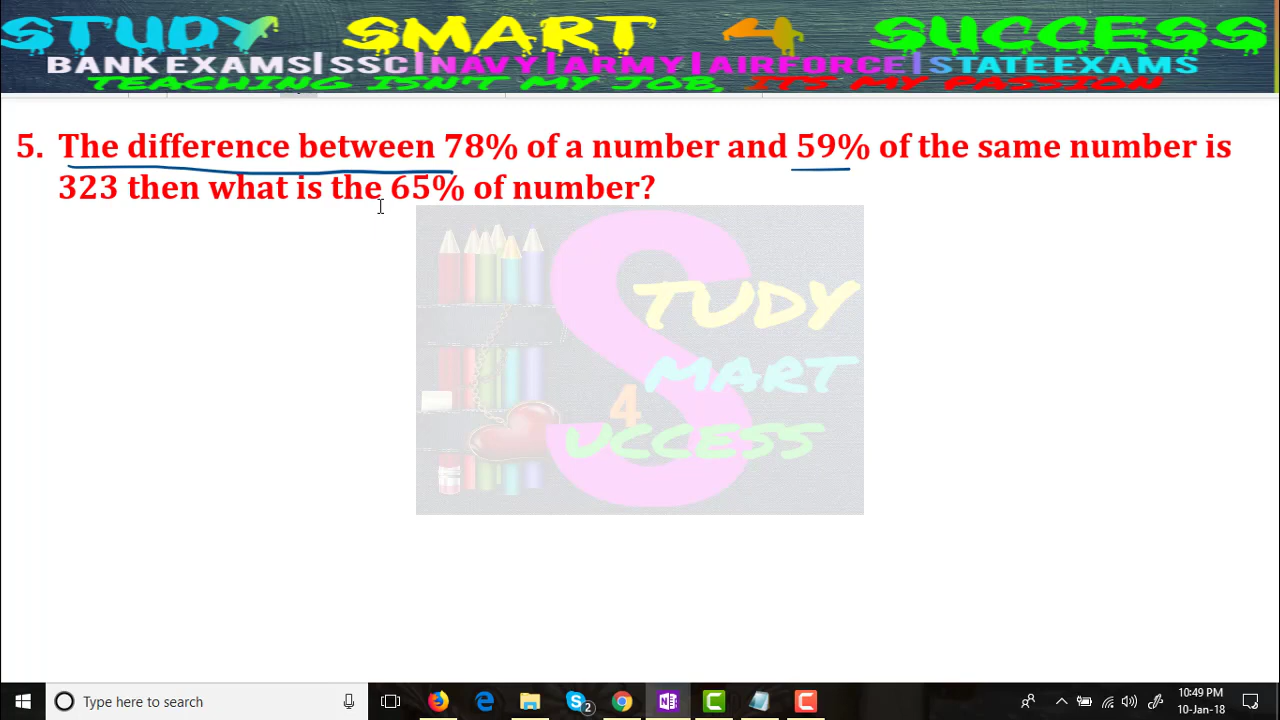 STUDY SMART 4 SUCCESS
BANK EXAMS|SSC|NAVY|ARMY|AIRFORCE|STATE EXAMS
TEACHING ISN'T MY JOB, IT'S MY PASSION
5. The difference between 78% of a number and 59% of the same number is
323 then what is the 65% of number?
STUDY
MART
4
UCCESS
Type here to search
2
10:49 PM
10-Jan-18